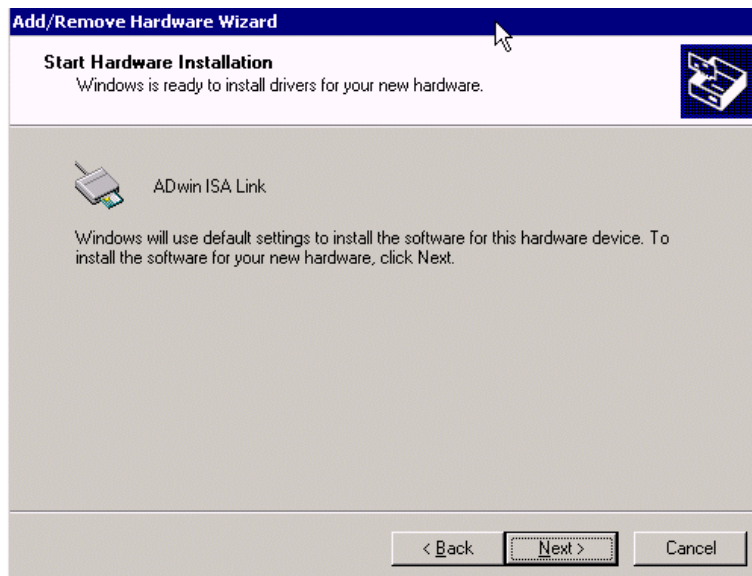 Add/Remove Hardware Wizard
Start Hardware Installation
Windows is ready to install drivers for your new hardware.
ADwin ISA Link
Windows will use default settings to install the software for this hardware device. To
install the software for your new hardware, click Next.
< Back
Next >
Cancel